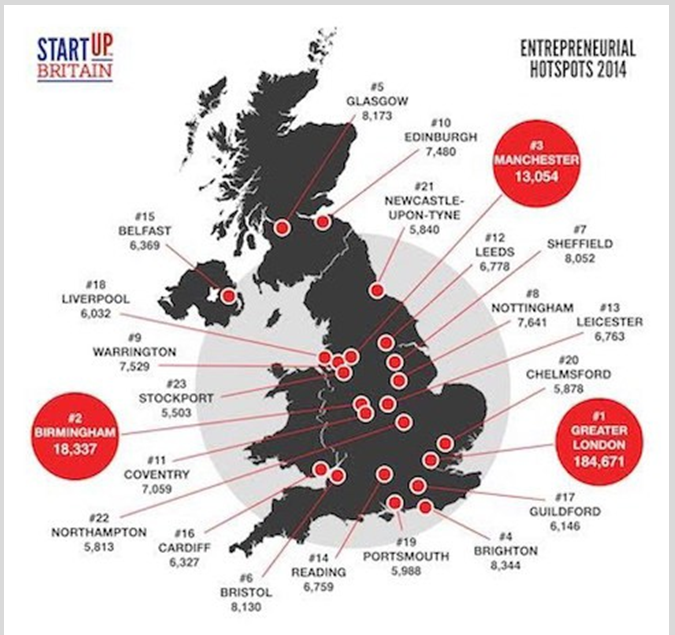 STARTUP
BRITAIN
ENTREPRENEURIAL
HOTSPOTS 2014
#5
GLASGOW
8,173
#10
EDINBURGH
7,480
#3
MANCHESTER
13,054
#21
NEWCASTLE-
UPON-TYNE
5,840
#15
BELFAST
6,369
#12
LEEDS
6,778
#7
SHEFFIELD
8,052
#18
LIVERPOOL
6,032
#8
NOTTINGHAM
7,641
#13
LEICESTER
6,763
#9
WARRINGTON
7,529
#20
CHELMSFORD
5,878
#23
STOCKPORT
5,503
#2
BIRMINGHAM
18,337
#1
GREATER
LONDON
184,671
#11
COVENTRY
7,059
#22
NORTHAMPTON
5,813
#16
CARDIFF
6,327
#6
BRISTOL
8,130
#14
READING
6,759
#19
PORTSMOUTH
5,988
#4
BRIGHTON
8,344
#17
GUILDFORD
6,146